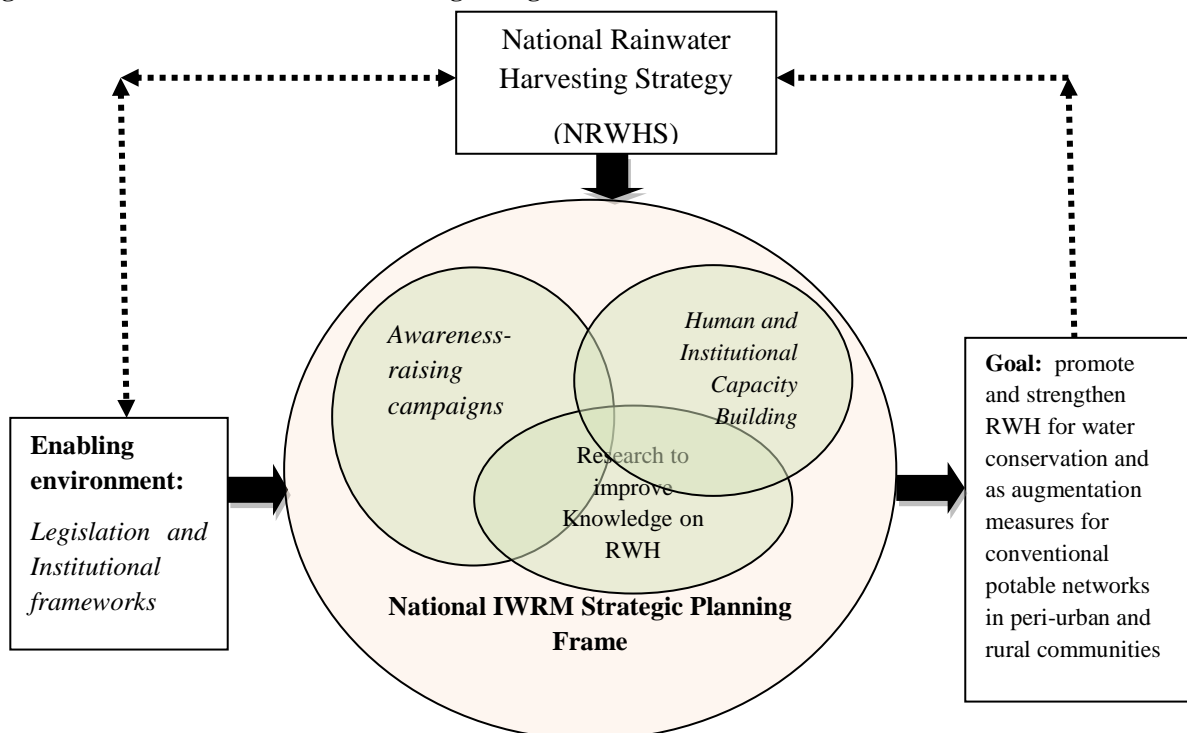 National Rainwater
Harvesting Strategy
(NRWHS)
Awareness-
raising
campaigns
Human and
Institutional
Capacity
Building
Research to
improve
Knowledge on
RWH
National IWRM Strategic Planning
Frame
Enabling
environment:
Legislation and
Institutional
frameworks
Goal: promote
and strengthen
RWH for water
conservation and
as augmentation
measures for
conventional
potable networks
in peri-urban and
rural communities